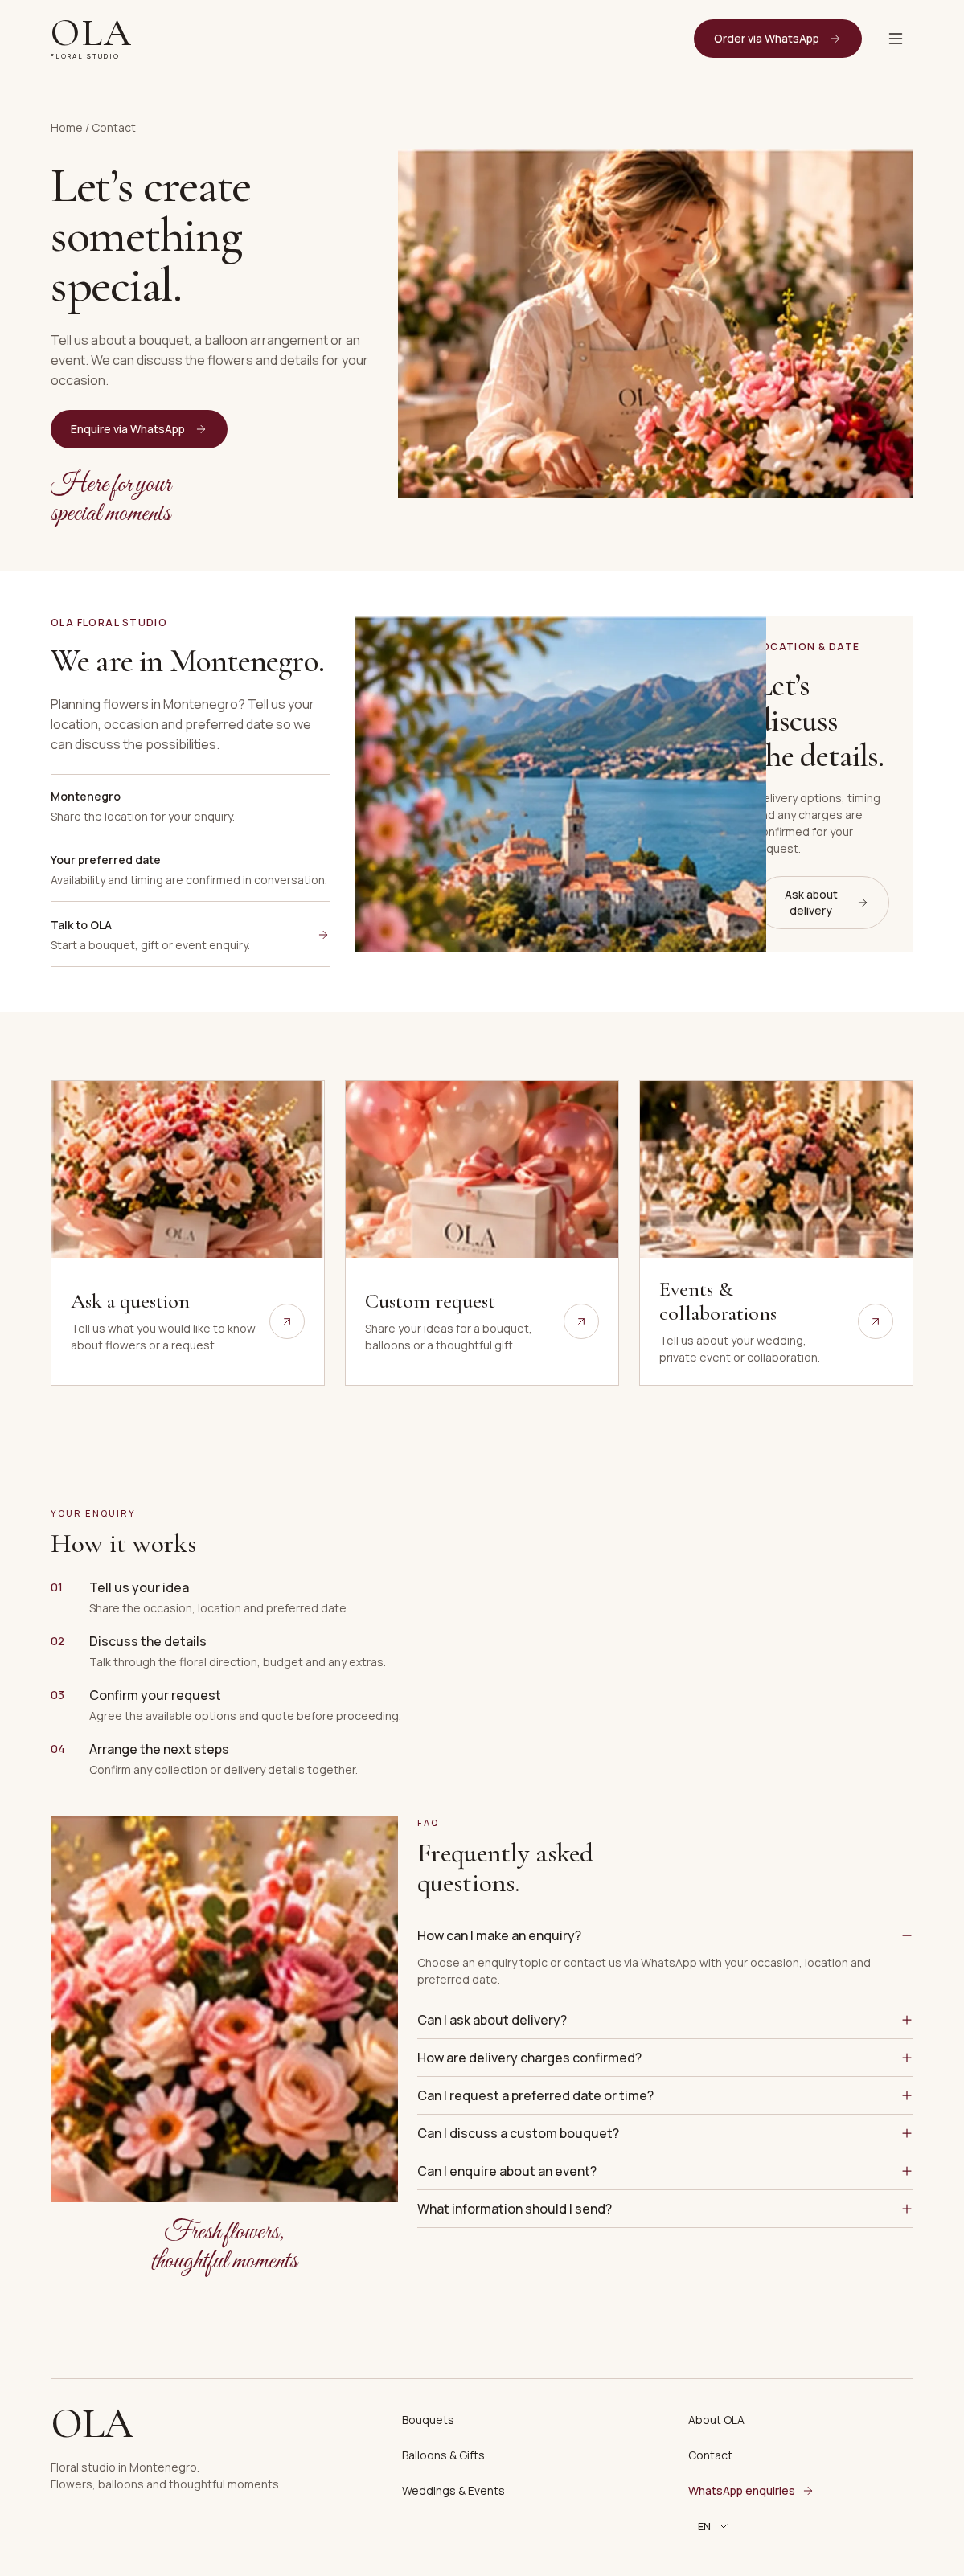 OLA
FLORAL STUDIO
Order via WhatsApp
Home / Contact
Let’s create
something
special.
Tell us about a bouquet, a balloon arrangement or an
event. We can discuss the flowers and details for your
occasion.
Enquire via WhatsApp
Here for your
special moments
OLA FLORAL STUDIO
We are in Montenegro.
Planning flowers in Montenegro? Tell us your
location, occasion and preferred date so we
can discuss the possibilities.
Montenegro
Share the location for your enquiry.
Your preferred date
Availability and timing are confirmed in conversation.
Talk to OLA
Start a bouquet, gift or event enquiry.
OCATION & DATE
et’s
iscuss
he details.
elivery options, timing
nd any charges are
onfirmed for your
quest.
Ask about
delivery
OLA
OLA
Ask a question
Tell us what you would like to know
about flowers or a request.
Custom request
Share your ideas for a bouquet,
balloons or a thoughtful gift.
Events &
collaborations
Tell us about your wedding,
private event or collaboration.
YOUR ENQUIRY
How it works
01
Tell us your idea
Share the occasion, location and preferred date.
02
Discuss the details
Talk through the floral direction, budget and any extras.
03
Confirm your request
Agree the available options and quote before proceeding.
04
Arrange the next steps
Confirm any collection or delivery details together.
FAQ
Frequently asked
questions.
How can I make an enquiry?
Choose an enquiry topic or contact us via WhatsApp with your occasion, location and
preferred date.
Can I ask about delivery?
How are delivery charges confirmed?
Can I request a preferred date or time?
Can I discuss a custom bouquet?
Can I enquire about an event?
What information should I send?
Fresh flowers,
thoughtful moments
OLA
Floral studio in Montenegro.
Flowers, balloons and thoughtful moments.
Bouquets
Balloons & Gifts
Weddings & Events
About OLA
Contact
WhatsApp enquiries
EN